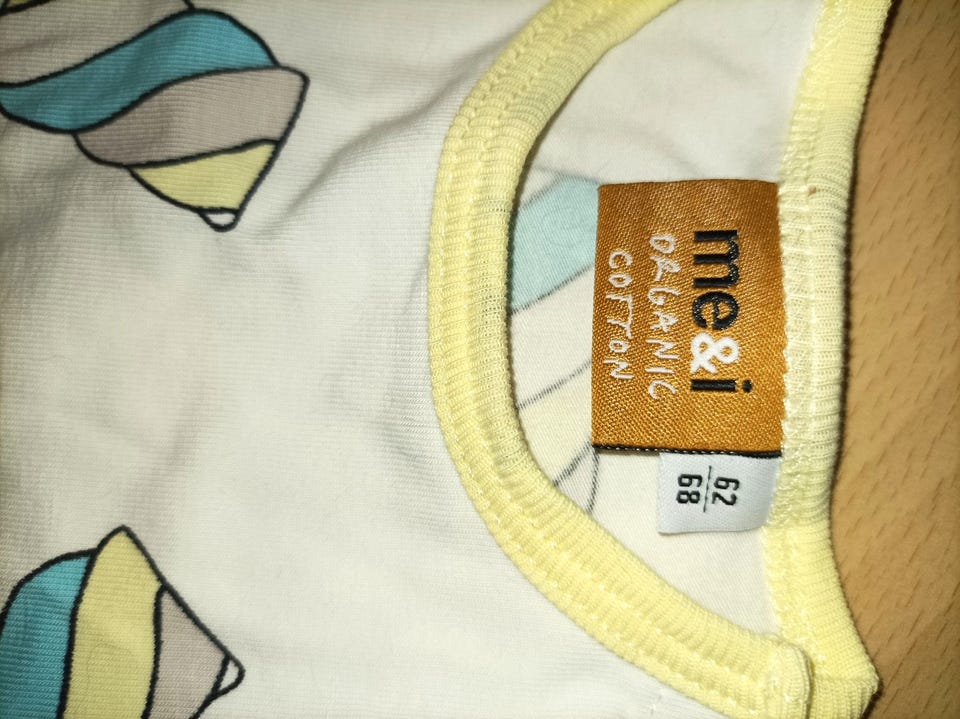 me&i
ORGANIC
COTTON
62
68